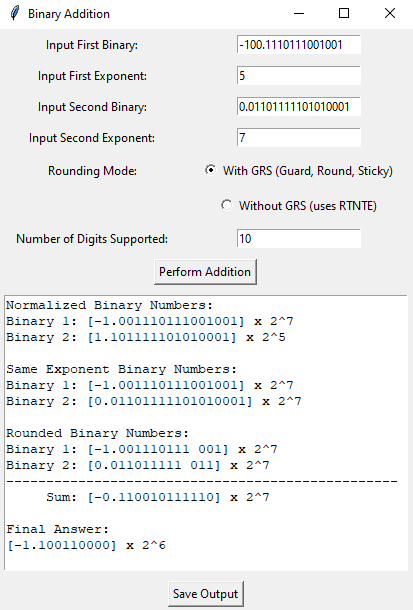 Binary Addition
Input First Binary: -100.1110111001001
Input First Exponent: 5
Input Second Binary: 0.01101111101010001
Input Second Exponent: 7
Rounding Mode: With GRS (Guard, Round, Sticky)
Without GRS (uses RTNTE)
Number of Digits Supported: 10
Perform Addition
Normalized Binary Numbers:
Binary 1: [-1.001110111001001] x 2^7
Binary 2: [1.101111101010001] x 2^5
Same Exponent Binary Numbers:
Binary 1: [-1.001110111001001] x 2^7
Binary 2: [0.01101111101010001] x 2^7
Rounded Binary Numbers:
Binary 1: [-1.001110111 001] x 2^7
Binary 2: [0.011011111 011] x 2^7
-------------------------------------------------
Sum: [-0.110010111110] x 2^7
Final Answer:
[-1.100110000] x 2^6
Save Output